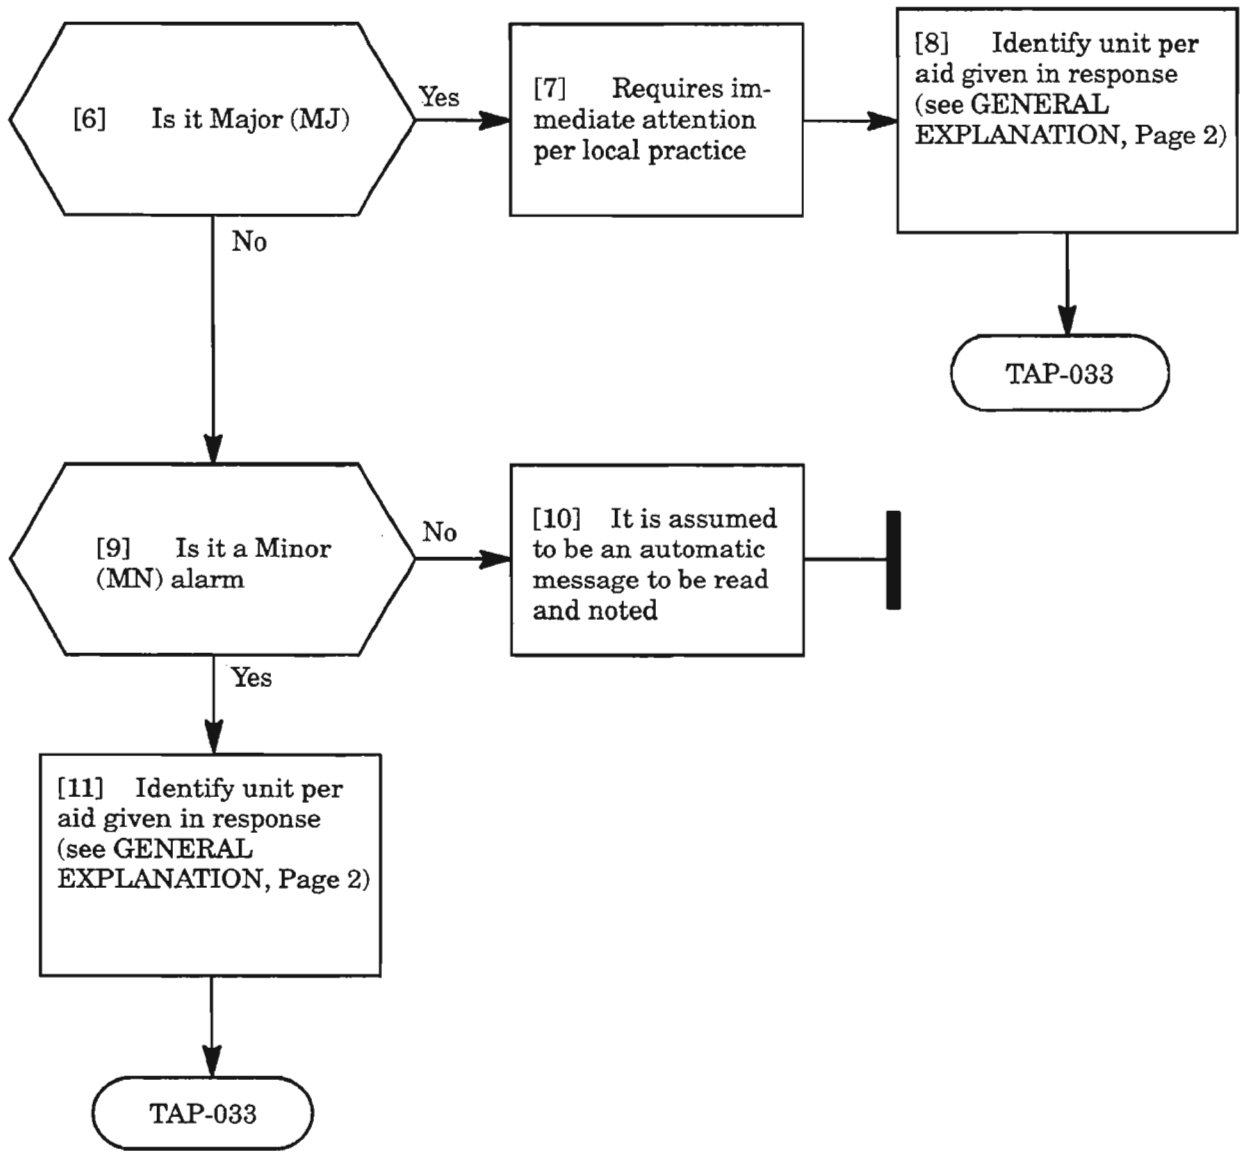 [6] Is it Major (MJ)
Yes
[7] Requires im-
mediate attention
per local practice
[8] Identify unit per
aid given in response
(see GENERAL
EXPLANATION, Page 2)
TAP-033
No
[9] Is it a Minor
(MN) alarm
No
[10] It is assumed
to be an automatic
message to be read
and noted
Yes
[11] Identify unit per
aid given in response
(see GENERAL
EXPLANATION, Page 2)
TAP-033